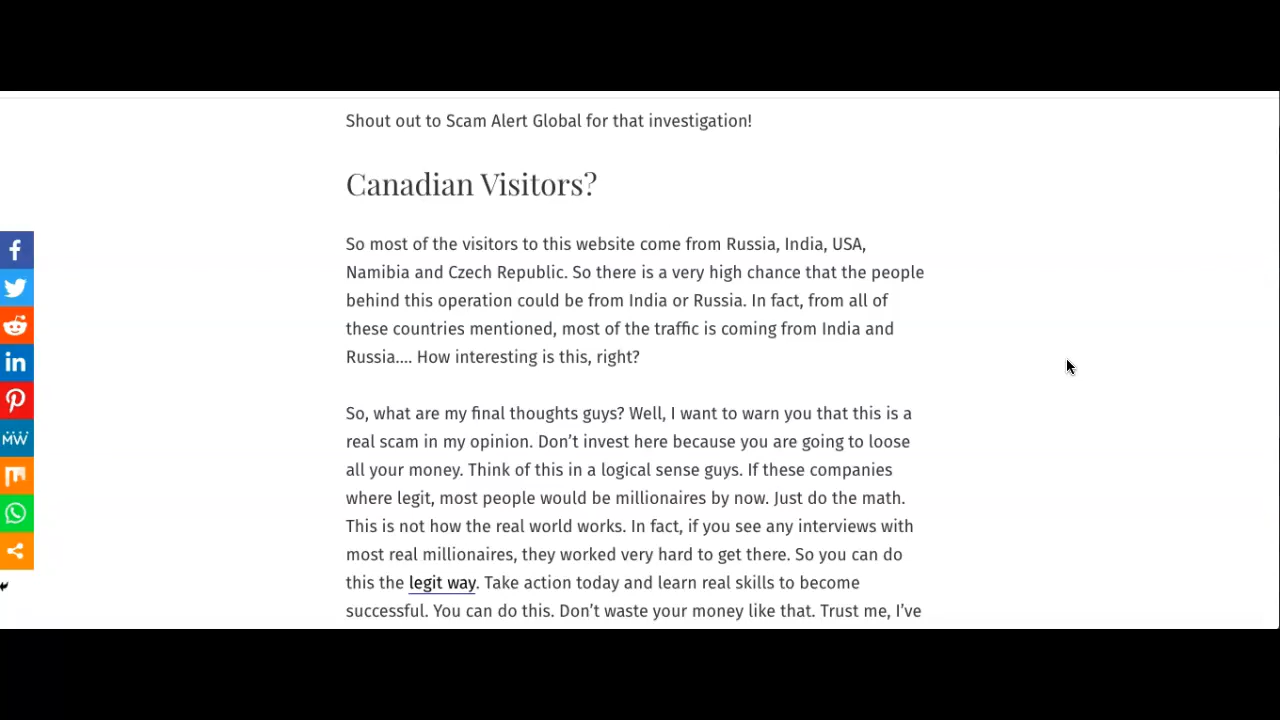 Shout out to Scam Alert Global for that investigation!
Canadian Visitors?
So most of the visitors to this website come from Russia, India, USA,
Namibia and Czech Republic. So there is a very high chance that the people
behind this operation could be from India or Russia. In fact, from all of
these countries mentioned, most of the traffic is coming from India and
Russia.... How interesting is this, right?
So, what are my final thoughts guys? Well, I want to warn you that this is a
real scam in my opinion. Don’t invest here because you are going to loose
all your money. Think of this in a logical sense guys. If these companies
where legit, most people would be millionaires by now. Just do the math.
This is not how the real world works. In fact, if you see any interviews with
most real millionaires, they worked very hard to get there. So you can do
this the legit way. Take action today and learn real skills to become
successful. You can do this. Don’t waste your money like that. Trust me, I’ve
MW